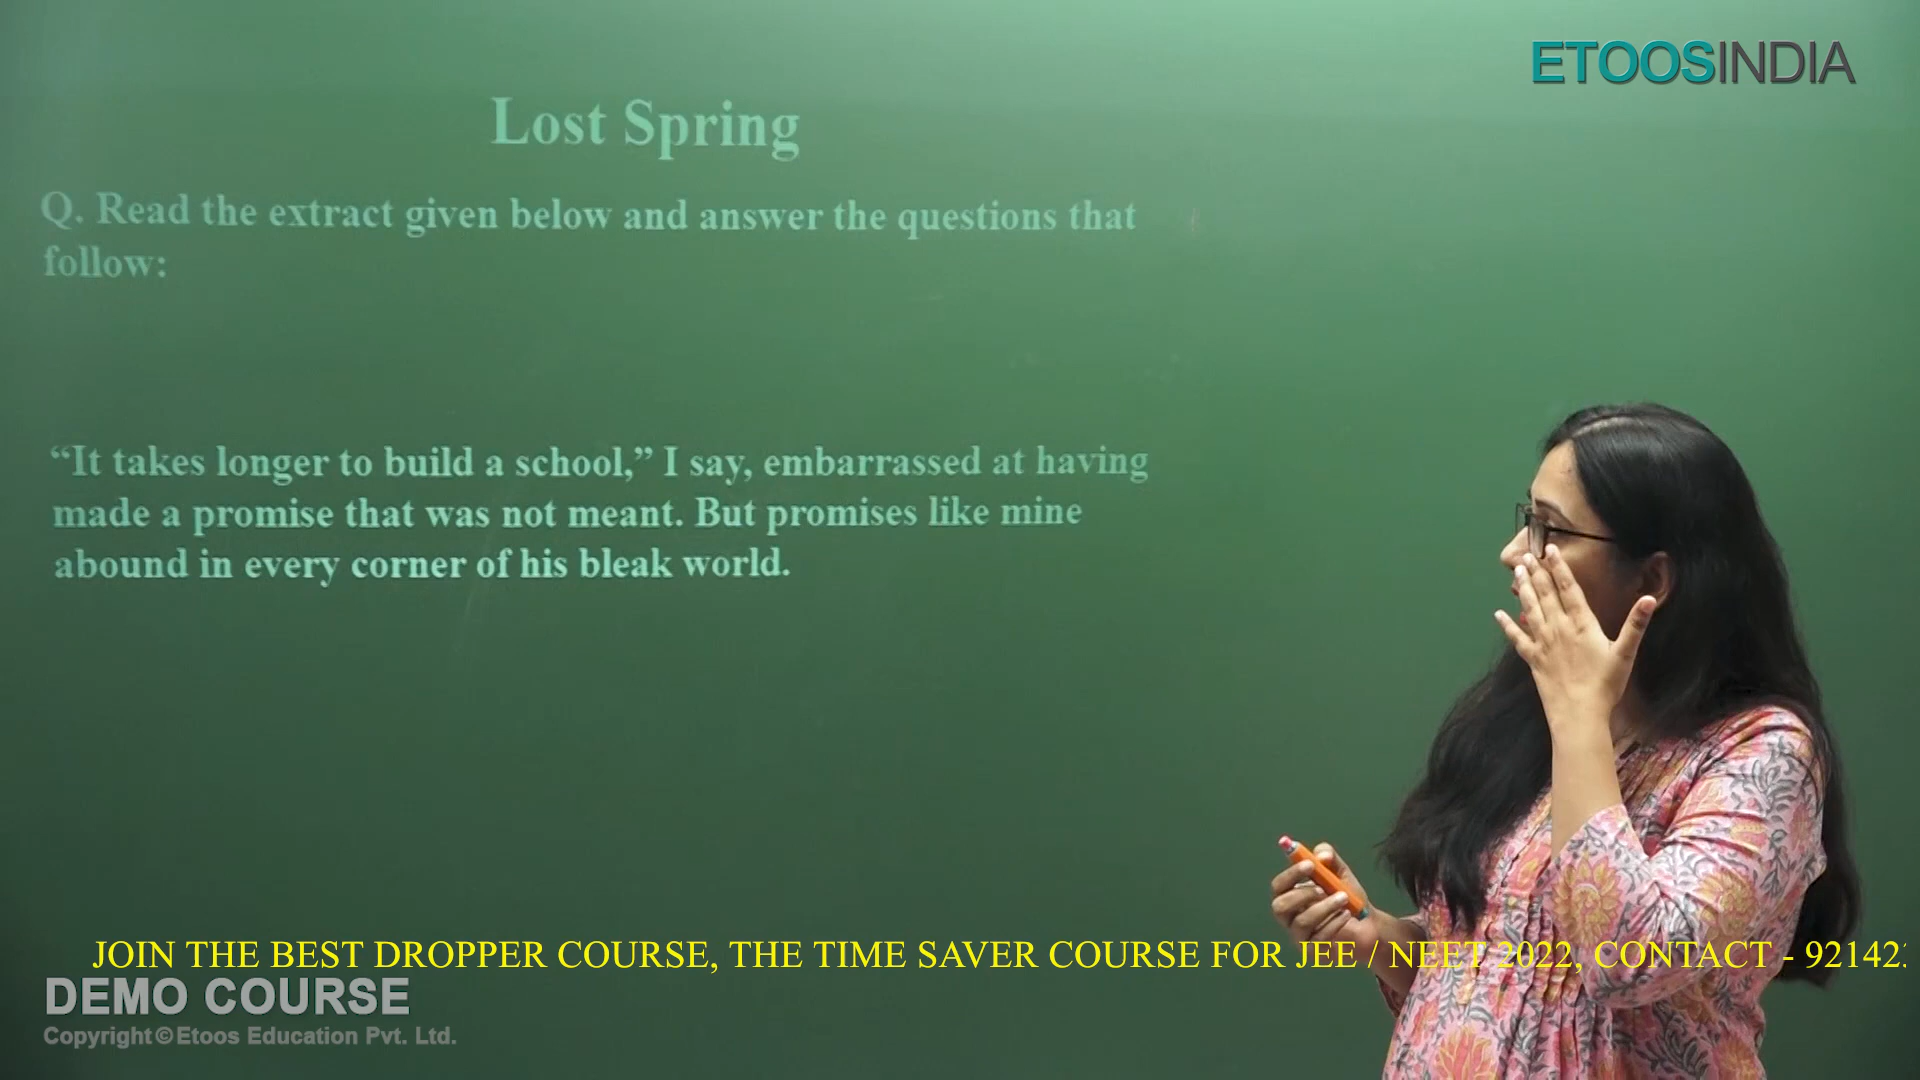 ETOOSINDIA
Lost Spring
Q. Read the extract given below and answer the questions that
follow:
“It takes longer to build a school,” I say, embarrassed at having
made a promise that was not meant. But promises like mine
abound in every corner of his bleak world.
JOIN THE BEST DROPPER COURSE, THE TIME SAVER COURSE FOR JEE / NEET 2022, CONTACT - 92142
DEMO COURSE
Copyright©Etoos Education Pvt. Ltd.